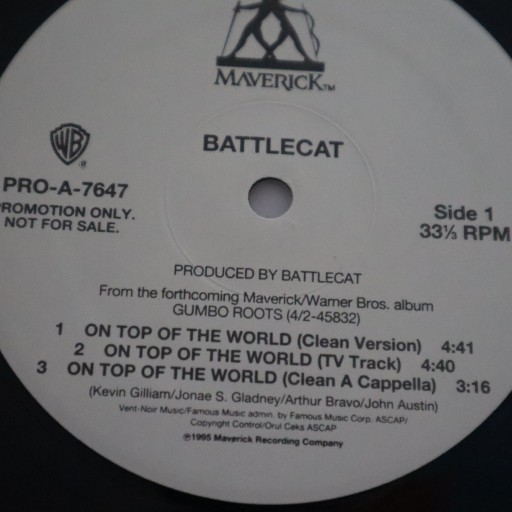 MAVERICK™
BATTLECAT
WB®
PRO-A-7647
PROMOTION ONLY.
NOT FOR SALE.
Side 1
33⅓ RPM
PRODUCED BY BATTLECAT
From the forthcoming Maverick/Warner Bros. album
GUMBO ROOTS (4/2-45832)
1 ON TOP OF THE WORLD (Clean Version) 4:41
2 ON TOP OF THE WORLD (TV Track) 4:40
3 ON TOP OF THE WORLD (Clean A Cappella) 3:16
(Kevin Gilliam/Jonae S. Gladney/Arthur Bravo/John Austin)
Vent-Noir Music/Famous Music admin. by Famous Music Corp. ASCAP/
Copyright Control/Orui Ceks ASCAP
℗1995 Maverick Recording Company